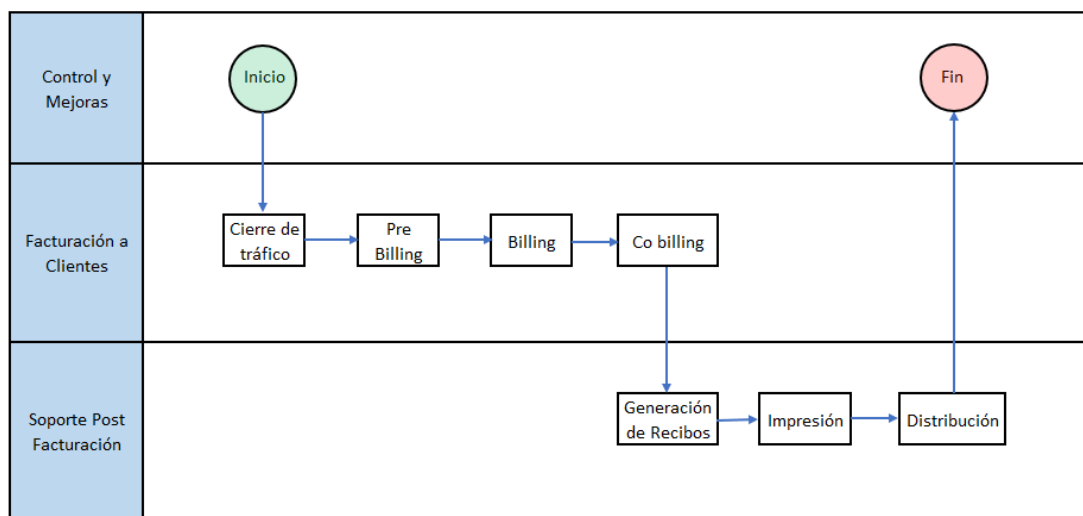 Control y
Mejoras
Inicio
Fin
Facturación a
Clientes
Cierre de
tráfico
Pre
Billing
Billing
Co billing
Soporte Post
Facturación
Generación
de Recibos
Impresión
Distribución